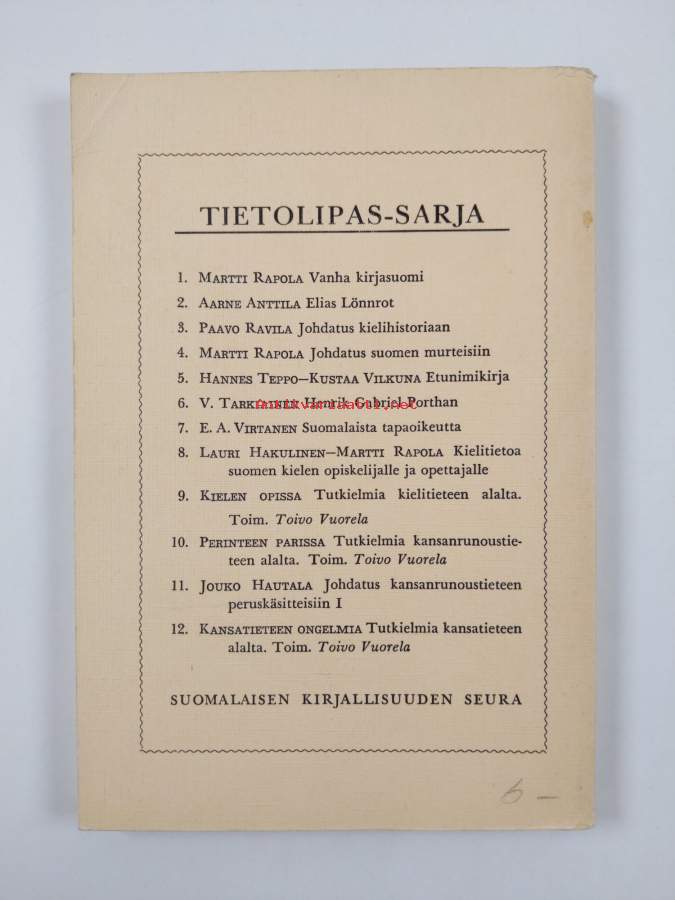 TIETOLIPAS-SARJA
1. MARTTI RAPOLA Vanha kirjasuomi
2. AARNE ANTTILA Elias Lönnrot
3. PAAVO RAVILA Johdatus kielihistoriaan
4. MARTTI RAPOLA Johdatus suomen murteisiin
5. HANNES TEPPO—KUSTAA VILKUNA Etunimikirja
6. V. TARKIAINEN Henrik Gabriel Porthan
antikvariaatti.net
7. E. A. VIRTANEN Suomalaista tapaoikeutta
8. LAURI HAKULINEN—MARTTI RAPOLA Kielitietoa
suomen kielen opiskelijalle ja opettajalle
9. KIELEN OPISSA Tutkielmia kielitieteen alalta.
Toim. Toivo Vuorela
10. PERINTEEN PARISSA Tutkielmia kansanrunoustie-
teen alalta. Toim. Toivo Vuorela
11. JOUKO HAUTALA Johdatus kansanrunoustieteen
peruskäsitteisiin I
12. KANSATIETEEN ONGELMIA Tutkielmia kansatieteen
alalta. Toim. Toivo Vuorela
SUOMALAISEN KIRJALLISUUDEN SEURA
6 —